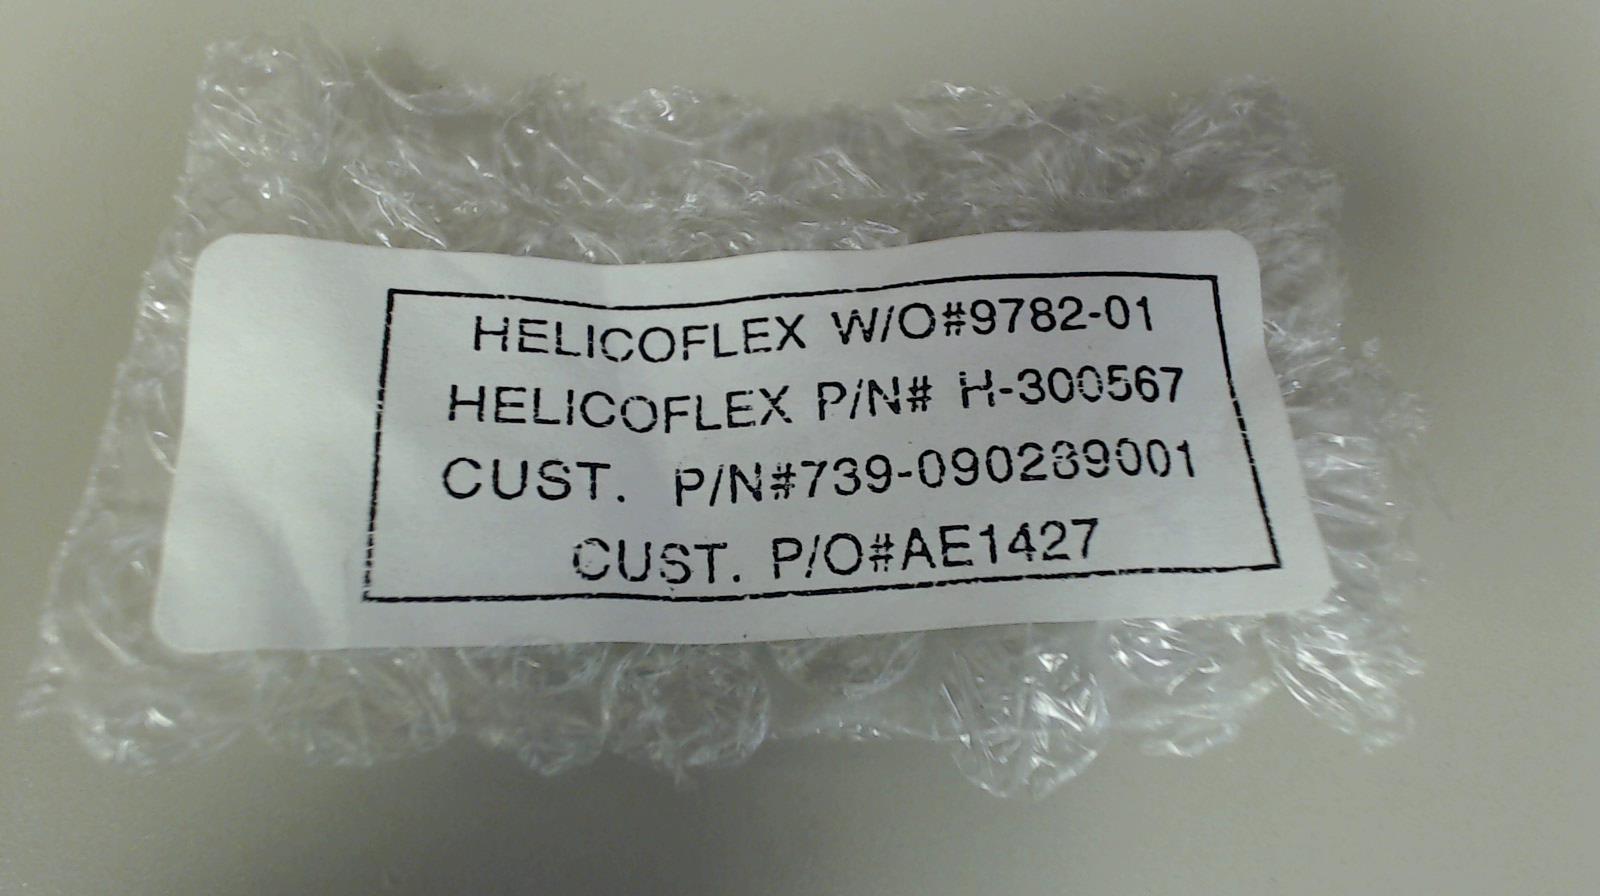 HELICOFLEX W/O#9782-01
HELICOFLEX P/N# H-300567
CUST. P/N#739-090289001
CUST. P/O#AE1427